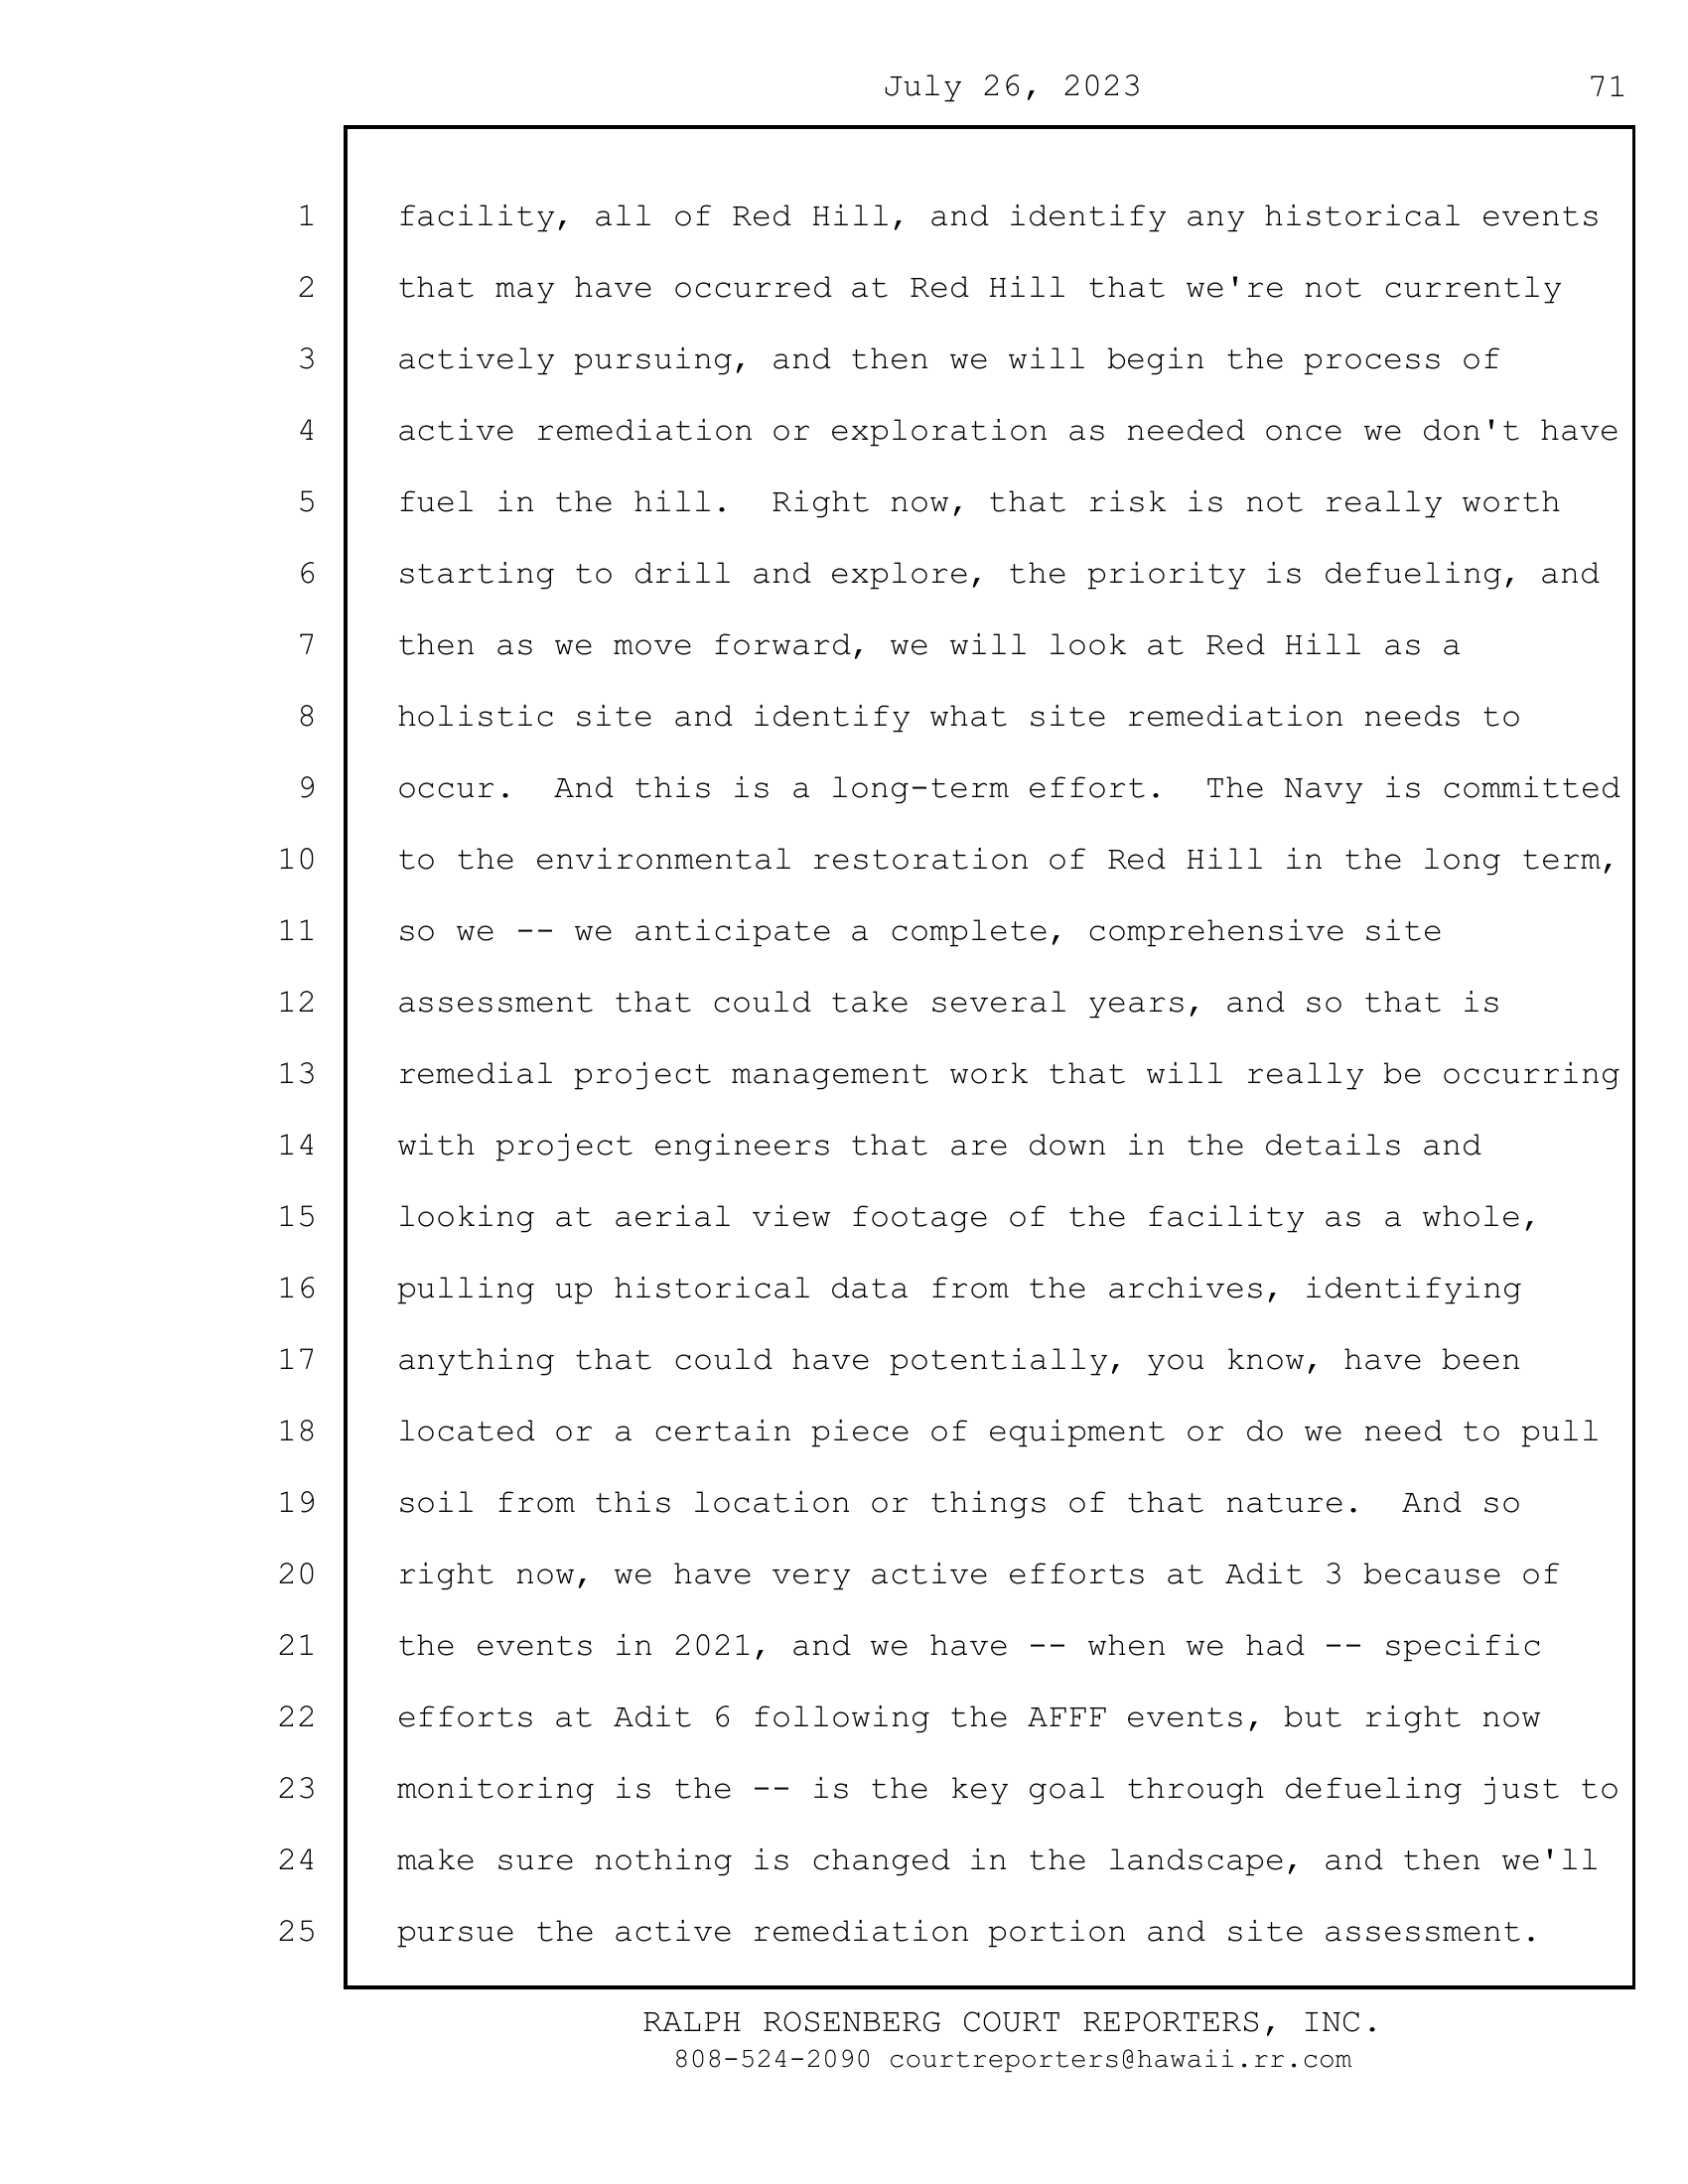 July 26, 2023 71
1 facility, all of Red Hill, and identify any historical events
2 that may have occurred at Red Hill that we're not currently
3 actively pursuing, and then we will begin the process of
4 active remediation or exploration as needed once we don't have
5 fuel in the hill.  Right now, that risk is not really worth
6 starting to drill and explore, the priority is defueling, and
7 then as we move forward, we will look at Red Hill as a
8 holistic site and identify what site remediation needs to
9 occur.  And this is a long-term effort.  The Navy is committed
10 to the environmental restoration of Red Hill in the long term,
11 so we -- we anticipate a complete, comprehensive site
12 assessment that could take several years, and so that is
13 remedial project management work that will really be occurring
14 with project engineers that are down in the details and
15 looking at aerial view footage of the facility as a whole,
16 pulling up historical data from the archives, identifying
17 anything that could have potentially, you know, have been
18 located or a certain piece of equipment or do we need to pull
19 soil from this location or things of that nature.  And so
20 right now, we have very active efforts at Adit 3 because of
21 the events in 2021, and we have -- when we had -- specific
22 efforts at Adit 6 following the AFFF events, but right now
23 monitoring is the -- is the key goal through defueling just to
24 make sure nothing is changed in the landscape, and then we'll
25 pursue the active remediation portion and site assessment.
RALPH ROSENBERG COURT REPORTERS, INC.
808-524-2090 courtreporters@hawaii.rr.com